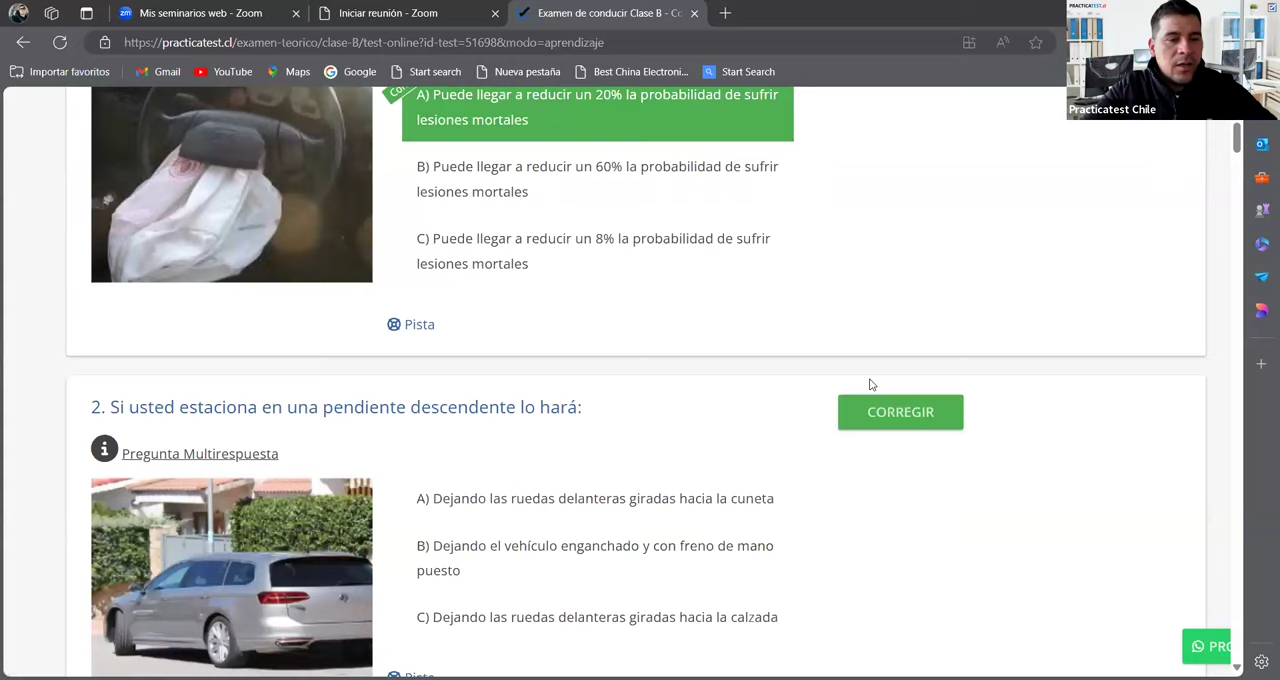 Mis seminarios web - Zoom
Iniciar reunión - Zoom
Examen de conducir Clase B - Co
https://practicatest.cl/examen-teorico/clase-B/test-online?id-test=51698&modo=aprendizaje
Importar favoritos
Gmail
YouTube
Maps
Google
Start search
Nueva pestaña
Best China Electroni...
Start Search
PRACTICATEST.cl
Practicatest Chile
A) Puede llegar a reducir un 20% la probabilidad de sufrir
lesiones mortales
B) Puede llegar a reducir un 60% la probabilidad de sufrir
lesiones mortales
C) Puede llegar a reducir un 8% la probabilidad de sufrir
lesiones mortales
Pista
2. Si usted estaciona en una pendiente descendente lo hará:
CORREGIR
Pregunta Multirespuesta
A) Dejando las ruedas delanteras giradas hacia la cuneta
B) Dejando el vehículo enganchado y con freno de mano
puesto
C) Dejando las ruedas delanteras giradas hacia la calzada
Pista